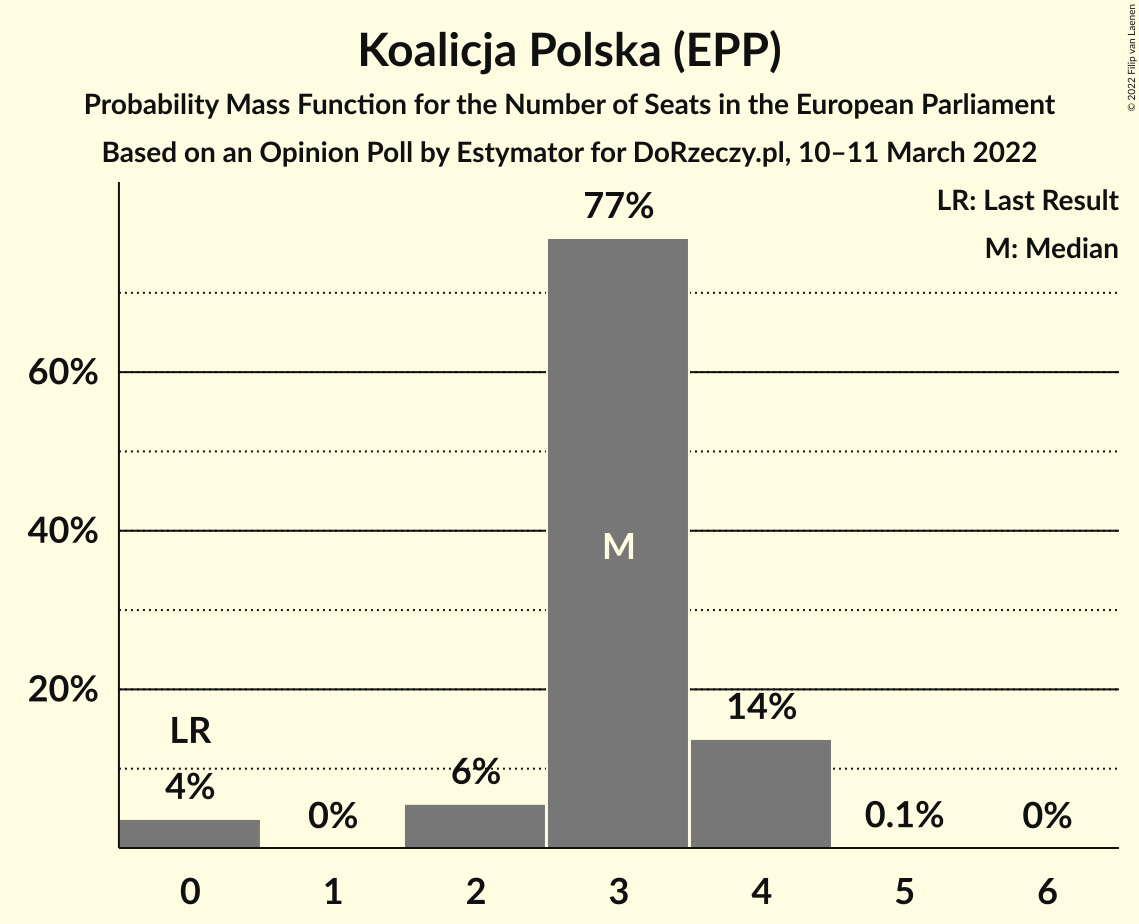 Koalicja Polska (EPP)
Probability Mass Function for the Number of Seats in the European Parliament
Based on an Opinion Poll by Estymator for DoRzeczy.pl, 10–11 March 2022
© 2022 Filip van Laenen
LR: Last Result
M: Median
77%
60%
40%
20%
M
LR
4%
0%
6%
14%
0.1%
0%
0 1 2 3 4 5 6